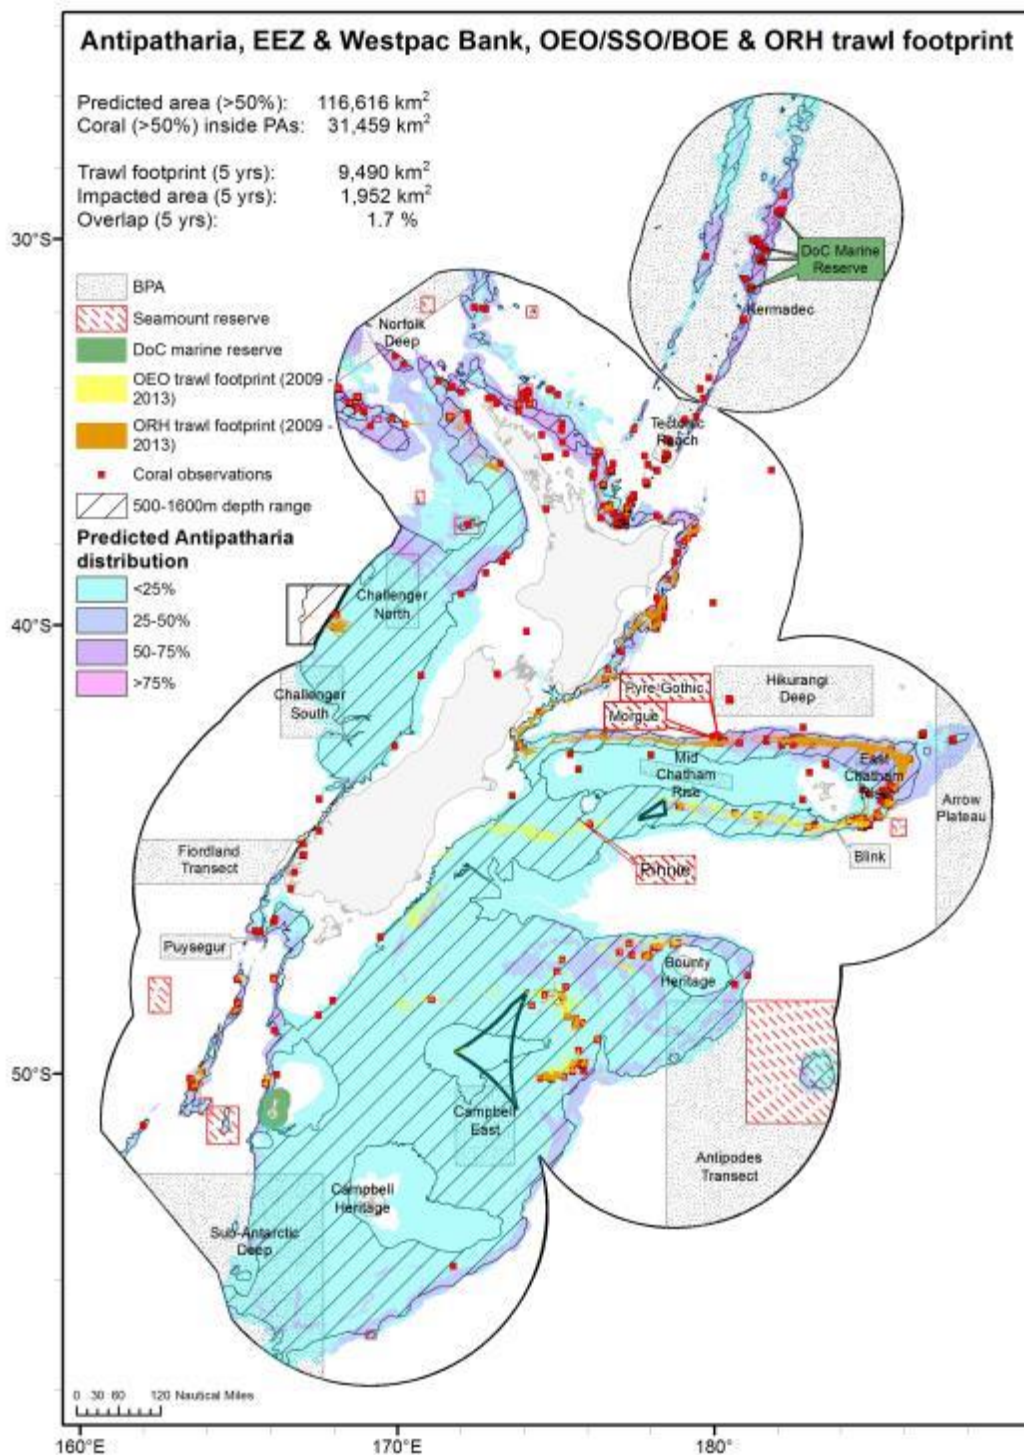 Antipatharia, EEZ & Westpac Bank, OEO/SSO/BOE & ORH trawl footprint
Predicted area (>50%): 116,616 km²
Coral (>50%) inside PAs: 31,459 km²
Trawl footprint (5 yrs): 9,490 km²
Impacted area (5 yrs): 1,952 km²
Overlap (5 yrs): 1.7 %
30°S
DoC Marine
Reserve
Kermadec
BPA
Seamount reserve
DoC marine reserve
OEO trawl footprint (2009 -
2013)
ORH trawl footprint (2009 -
2013)
Coral observations
500-1600m depth range
Predicted Antipatharia
distribution
<25%
25-50%
50-75%
>75%
Norfolk
Deep
Tectonic
Reach
40°S
Challenger
North
Challenger
South
Pyre Gothic
Morgue
Hikurangi
Deep
Mid
Chatham
Rise
East
Chatham
Rise
Arrow
Plateau
Blink
Pinnie
Fiordland
Transect
Puysegur
Bounty
Heritage
50°S
Campbell
East
Antipodes
Transect
Campbell
Heritage
Sub-Antarctic
Deep
0 30 60 120 Nautical Miles
160°E
170°E
180°